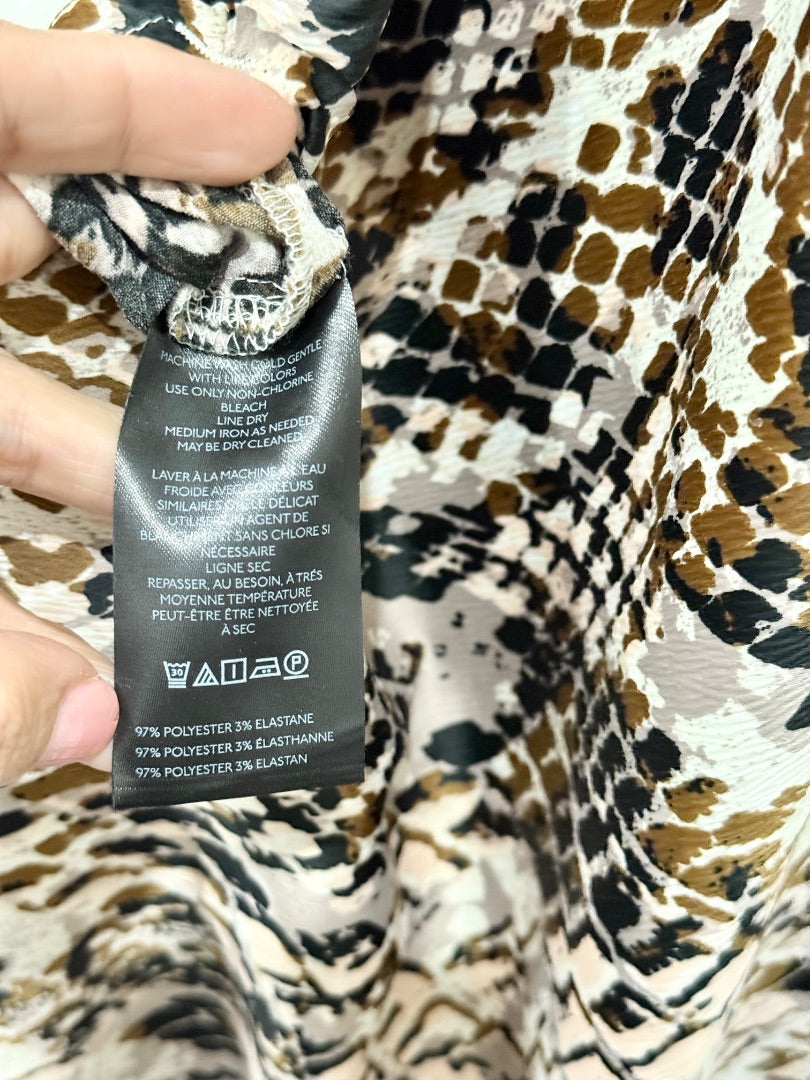 MACHINE WASH COLD GENTLE
WITH LIKE COLORS
USE ONLY NON-CHLORINE
BLEACH
LINE DRY
MEDIUM IRON AS NEEDED
MAY BE DRY CLEANED
LAVER À LA MACHINE À L'EAU
FROIDE AVEC COULEURS
SIMILAIRES CYCLE DÉLICAT
UTILISER UN AGENT DE
BLANCHIMENT SANS CHLORE SI
NÉCESSAIRE
LIGNE SEC
REPASSER, AU BESOIN, À TRÉS
MOYENNE TEMPÉRATURE
PEUT-ÊTRE ÊTRE NETTOYÉE
À SEC
30 P
97% POLYESTER 3% ELASTANE
97% POLYESTER 3% ÉLASTHANNE
97% POLYESTER 3% ELASTAN